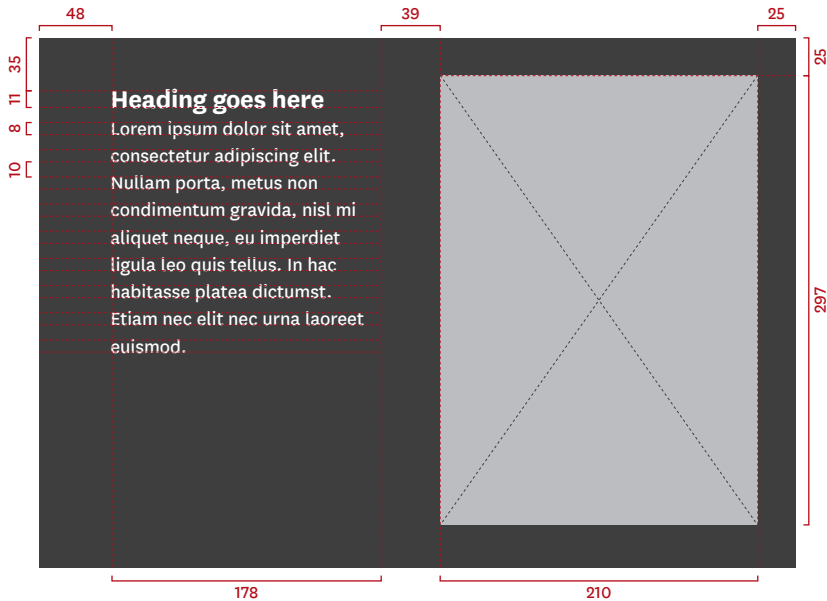 48
39
25
35
25
11
8
10
Heading goes here
Lorem ipsum dolor sit amet,
consectetur adipiscing elit.
Nullam porta, metus non
condimentum gravida, nisl mi
aliquet neque, eu imperdiet
ligula leo quis tellus. In hac
habitasse platea dictumst.
Etiam nec elit nec urna laoreet
euismod.
297
178
210